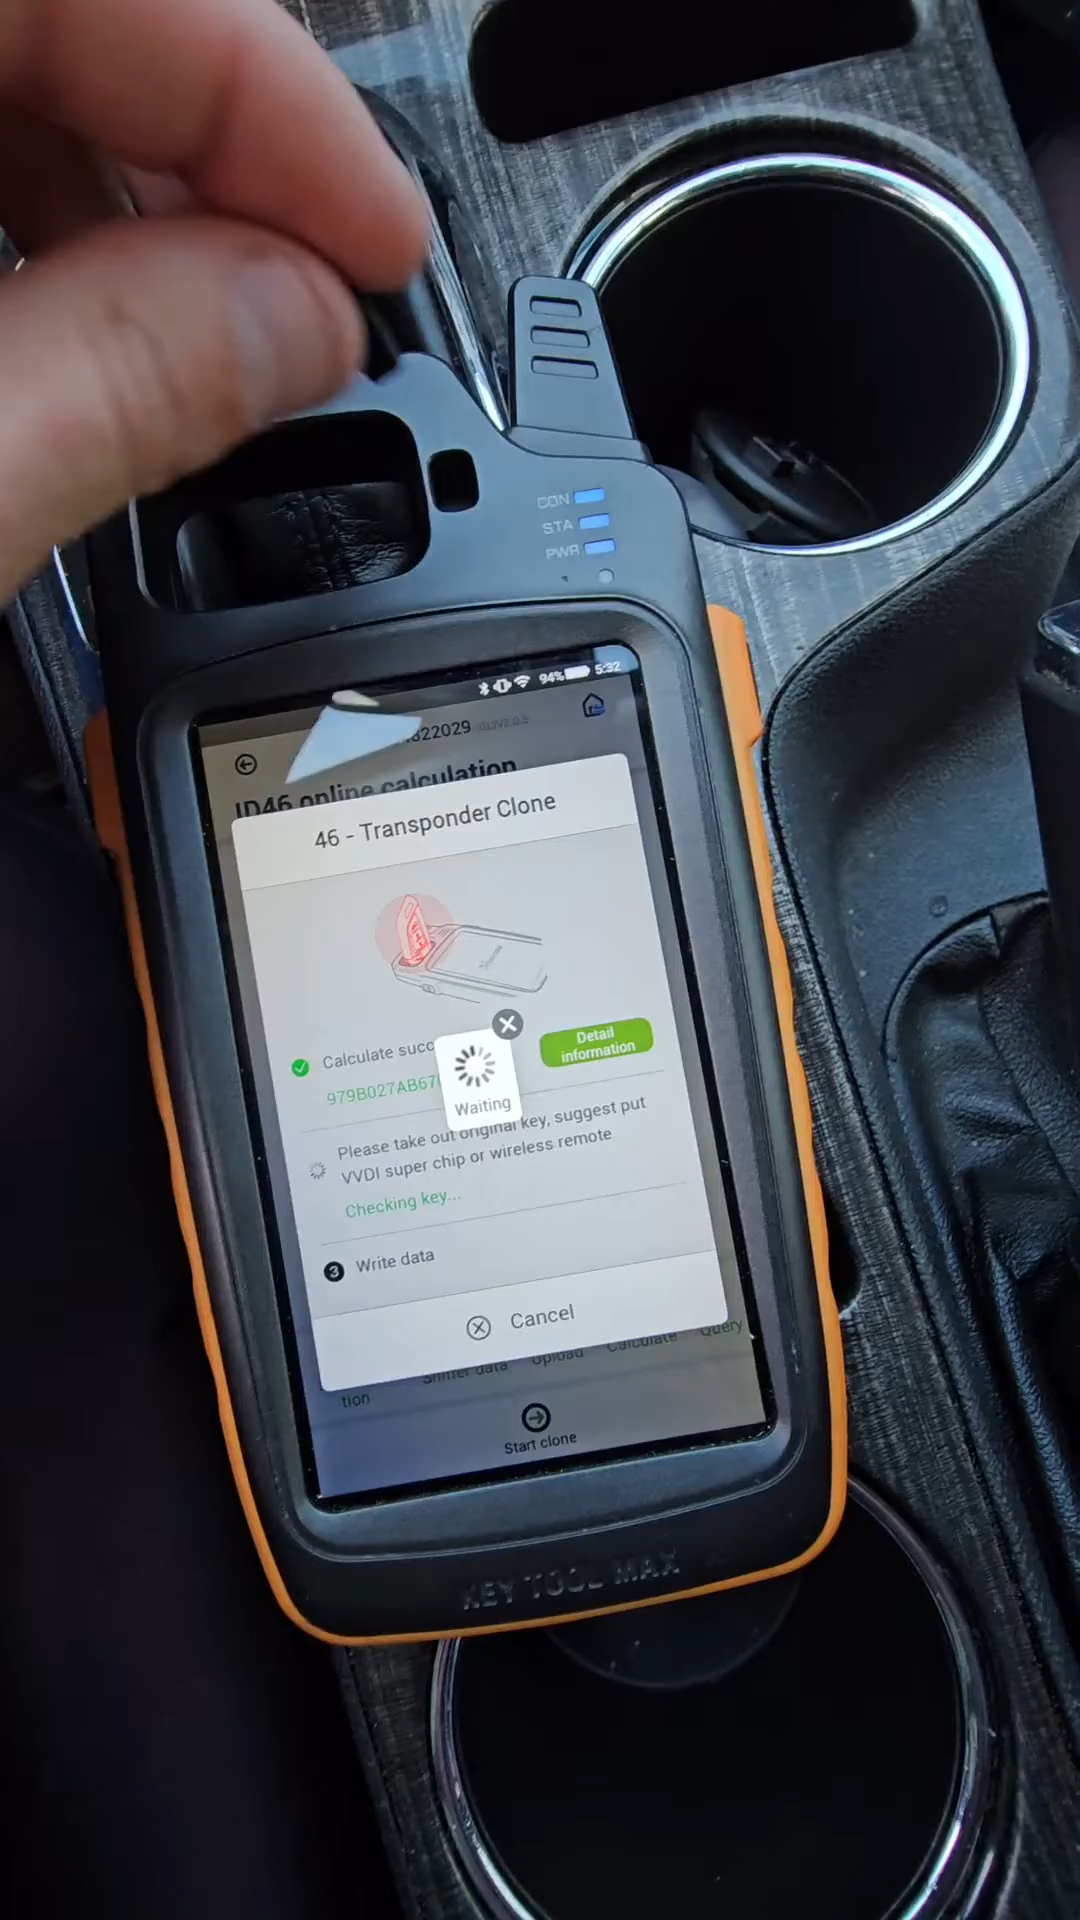 CON
STA
PWR
94% 5:32
822029
ID46 online calculation
46 - Transponder Clone
Calculate succ
Detail
information
979B027AB67
Waiting
Please take out original key, suggest put
VVDI super chip or wireless remote
Checking key...
3 Write data
Cancel
tion Sniffer data Upload Calculate Query
Start clone
KEY TOOL MAX